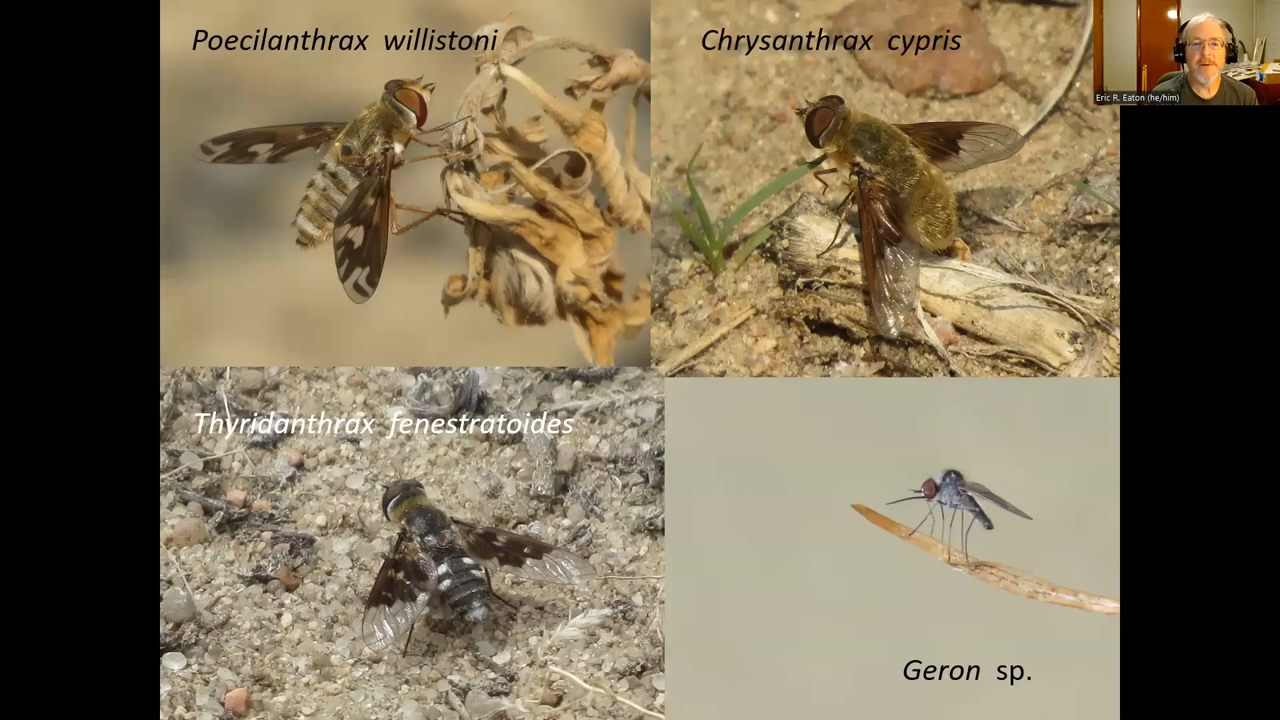 Poecilanthrax willistoni
Chrysanthrax cypris
Eric R. Eaton (he/him)
Thyridanthrax fenestratoides
Geron sp.